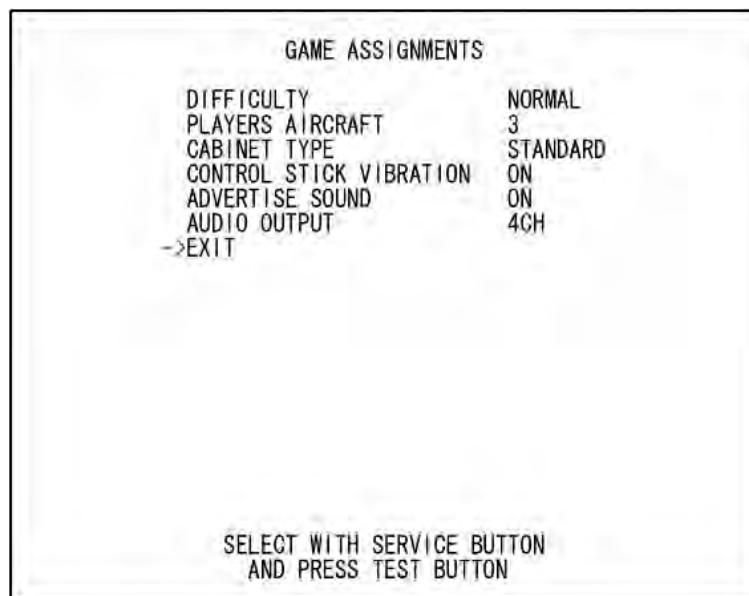 GAME ASSIGNMENTS
DIFFICULTY NORMAL
PLAYERS AIRCRAFT 3
CABINET TYPE STANDARD
CONTROL STICK VIBRATION ON
ADVERTISE SOUND ON
AUDIO OUTPUT 4CH
->EXIT
SELECT WITH SERVICE BUTTON
AND PRESS TEST BUTTON